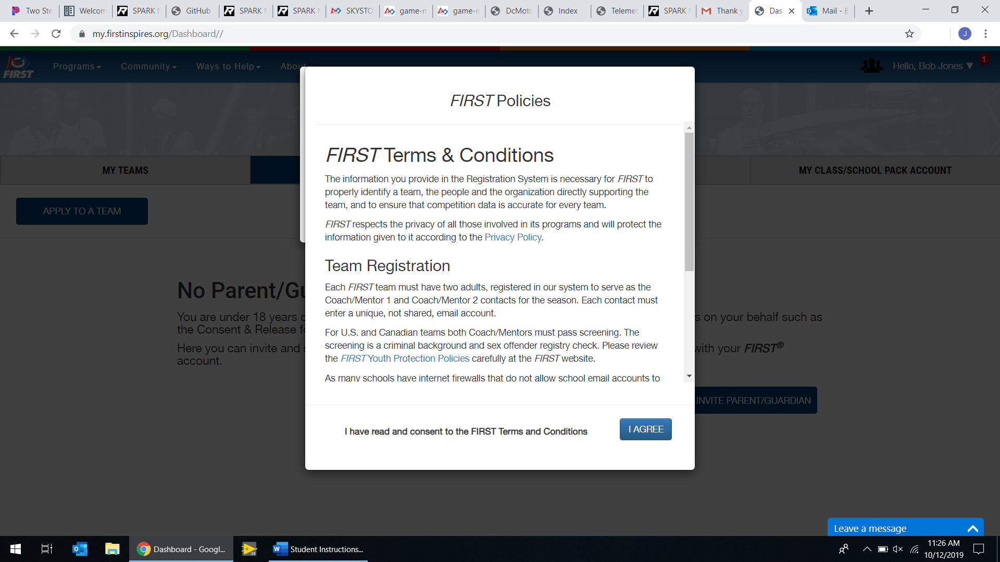 Two Ste
Welcom
SPARK M
GitHub
SPARK M
SPARK M
SKYSTO
game-m
game-m
DcMoto
Index
Telemet
SPARK M
Thank y
Das
Mail - B
my.firstinspires.org/Dashboard//
J
FIRST
Programs
Community
Ways to Help
About
Hello, Bob Jones
1
MY TEAMS
MY CLASS/SCHOOL PACK ACCOUNT
APPLY TO A TEAM
FIRST Policies
FIRST Terms & Conditions
The information you provide in the Registration System is necessary for FIRST to
properly identify a team, the people and the organization directly supporting the
team, and to ensure that competition data is accurate for every team.
FIRST respects the privacy of all those involved in its programs and will protect the
information given to it according to the Privacy Policy.
Team Registration
Each FIRST team must have two adults, registered in our system to serve as the
Coach/Mentor 1 and Coach/Mentor 2 contacts for the season. Each contact must
enter a unique, not shared, email account.
For U.S. and Canadian teams both Coach/Mentors must pass screening. The
screening is a criminal background and sex offender registry check. Please review
the FIRST Youth Protection Policies carefully at the FIRST website.
As many schools have internet firewalls that do not allow school email accounts to
I have read and consent to the FIRST Terms and Conditions
I AGREE
No Parent/Gu
You are under 18 years o
s on your behalf such as
the Consent & Release fo
Here you can invite and s
with your FIRST®
account.
INVITE PARENT/GUARDIAN
Leave a message
Dashboard - Googl...
18
Student Instructions...
11:26 AM
10/12/2019